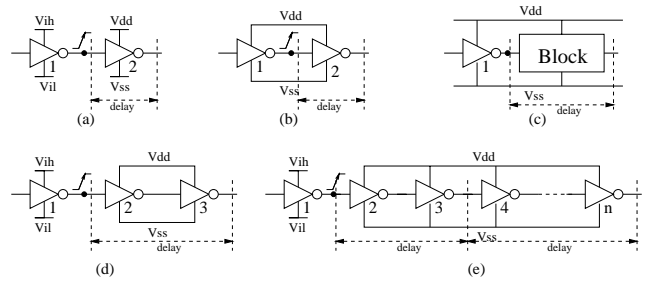 Vih Vdd
1 2
Vil Vss
delay
(a)
Vdd
1 2
Vss
delay
(b)
Vdd
1 Block
Vss
delay
(c)
Vih Vdd
1 2 3
Vil Vss
delay
(d)
Vih Vdd
1 2 3 4 n
Vil Vss
delay delay
(e)